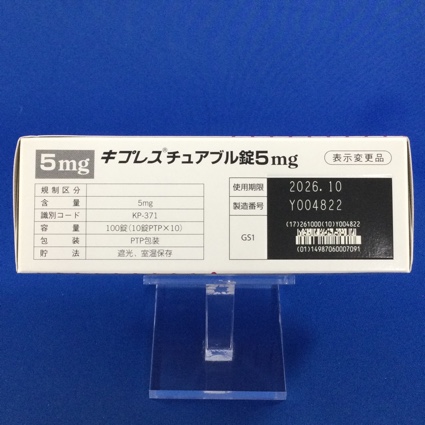 5mg
キプレス®チュアブル錠5mg
表示変更品
規制区分
含量 5mg
識別コード KP-371
容量 100錠(10錠PTP×10)
包装 PTP包装
貯法 遮光、室温保存
使用期限 2026.10
製造番号 Y004822
GS1
(17)261000(10)Y004822
(01)14987060007091